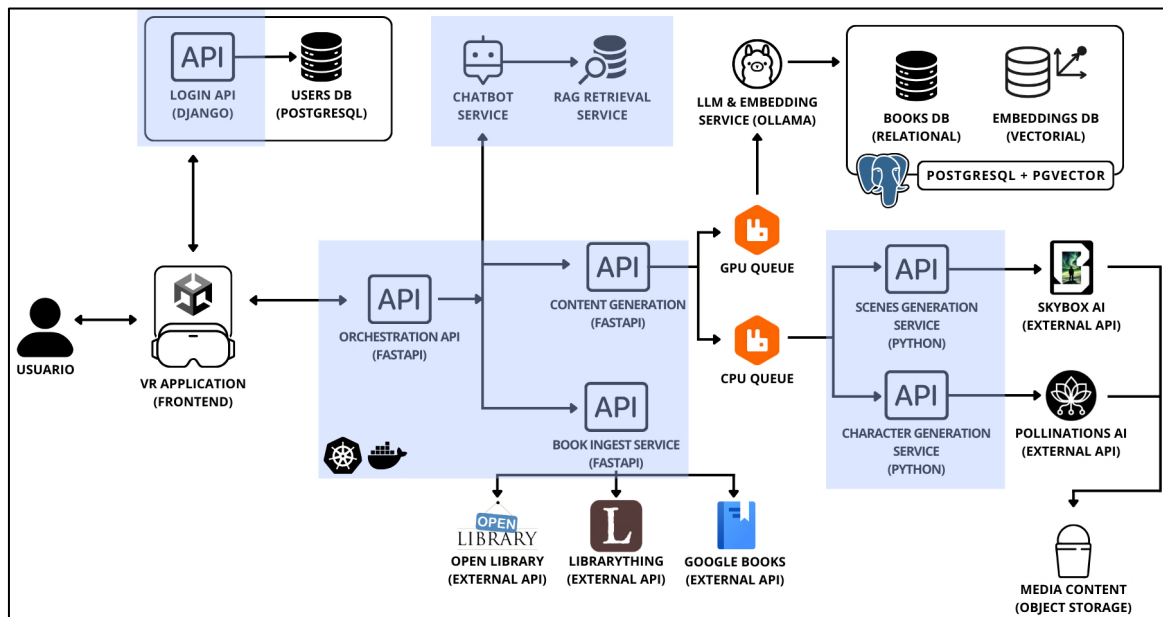 API
LOGIN API
(DJANGO)
USERS DB
(POSTGRESQL)
CHATBOT
SERVICE
RAG RETRIEVAL
SERVICE
LLM & EMBEDDING
SERVICE (OLLAMA)
BOOKS DB
(RELATIONAL)
EMBEDDINGS DB
(VECTORIAL)
POSTGRESQL + PGVECTOR
USUARIO
VR APPLICATION
(FRONTEND)
API
ORCHESTRATION API
(FASTAPI)
API
CONTENT GENERATION
(FASTAPI)
API
BOOK INGEST SERVICE
(FASTAPI)
GPU QUEUE
CPU QUEUE
API
SCENES GENERATION
SERVICE
(PYTHON)
API
CHARACTER GENERATION
SERVICE
(PYTHON)
SKYBOX AI
(EXTERNAL API)
POLLINATIONS AI
(EXTERNAL API)
OPEN
LIBRARY
OPEN LIBRARY
(EXTERNAL API)
L
LIBRARYTHING
(EXTERNAL API)
GOOGLE BOOKS
(EXTERNAL API)
MEDIA CONTENT
(OBJECT STORAGE)